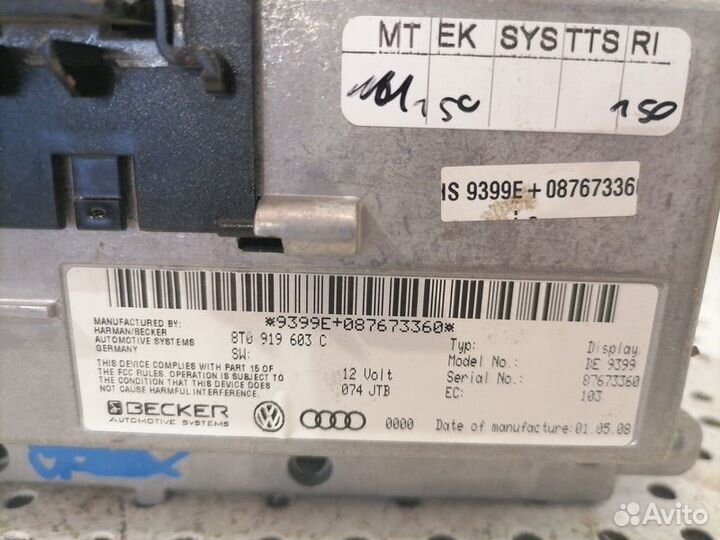 MT EK SYS TTS RI
150
HS 9399E+08767336
*9399E+087673360*
MANUFACTURED BY:
HARMAN/BECKER
AUTOMOTIVE SYSTEMS
GERMANY
8T0 919 603 C
SW:
THIS DEVICE COMPLIES WITH PART 15 OF
THE FCC RULES. OPERATION IS SUBJECT TO
THE CONDITION THAT THIS DEVICE DOES
NOT CAUSE HARMFUL INTERFERENCE.
12 Volt
074 JTB
Typ: Display
Model No.: BE 9399
Serial No.: 87673360
EC: 103
BECKER
AUTOMOTIVE SYSTEMS
0000 Date of manufacture: 01.05.08
Avito